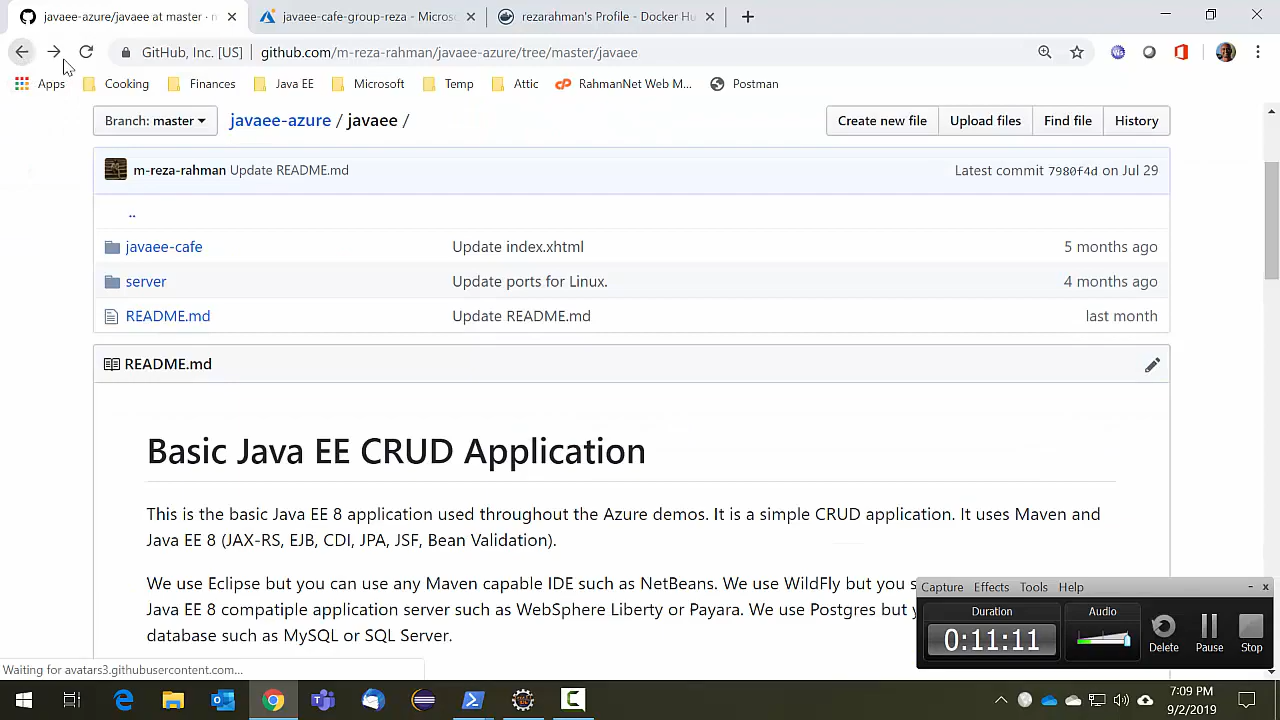 javaee-azure/javaee at master · m
javaee-cafe-group-reza - Microso
rezarahman's Profile - Docker Hu
GitHub, Inc. [US]
github.com/m-reza-rahman/javaee-azure/tree/master/javaee
Apps
Cooking
Finances
Java EE
Microsoft
Temp
Attic
RahmanNet Web M...
Postman
Branch: master
javaee-azure / javaee /
Create new file
Upload files
Find file
History
m-reza-rahman Update README.md
Latest commit 7980f4d on Jul 29
..
javaee-cafe
Update index.xhtml
5 months ago
server
Update ports for Linux.
4 months ago
README.md
Update README.md
last month
README.md
Basic Java EE CRUD Application
This is the basic Java EE 8 application used throughout the Azure demos. It is a simple CRUD application. It uses Maven and
Java EE 8 (JAX-RS, EJB, CDI, JPA, JSF, Bean Validation).
We use Eclipse but you can use any Maven capable IDE such as NetBeans. We use WildFly but you s
Java EE 8 compatible application server such as WebSphere Liberty or Payara. We use Postgres but y
database such as MySQL or SQL Server.
Capture
Effects
Tools
Help
Duration
0:11:11
Audio
Delete
Pause
Stop
Waiting for avatars3.githubusercontent.com...
7:09 PM
9/2/2019